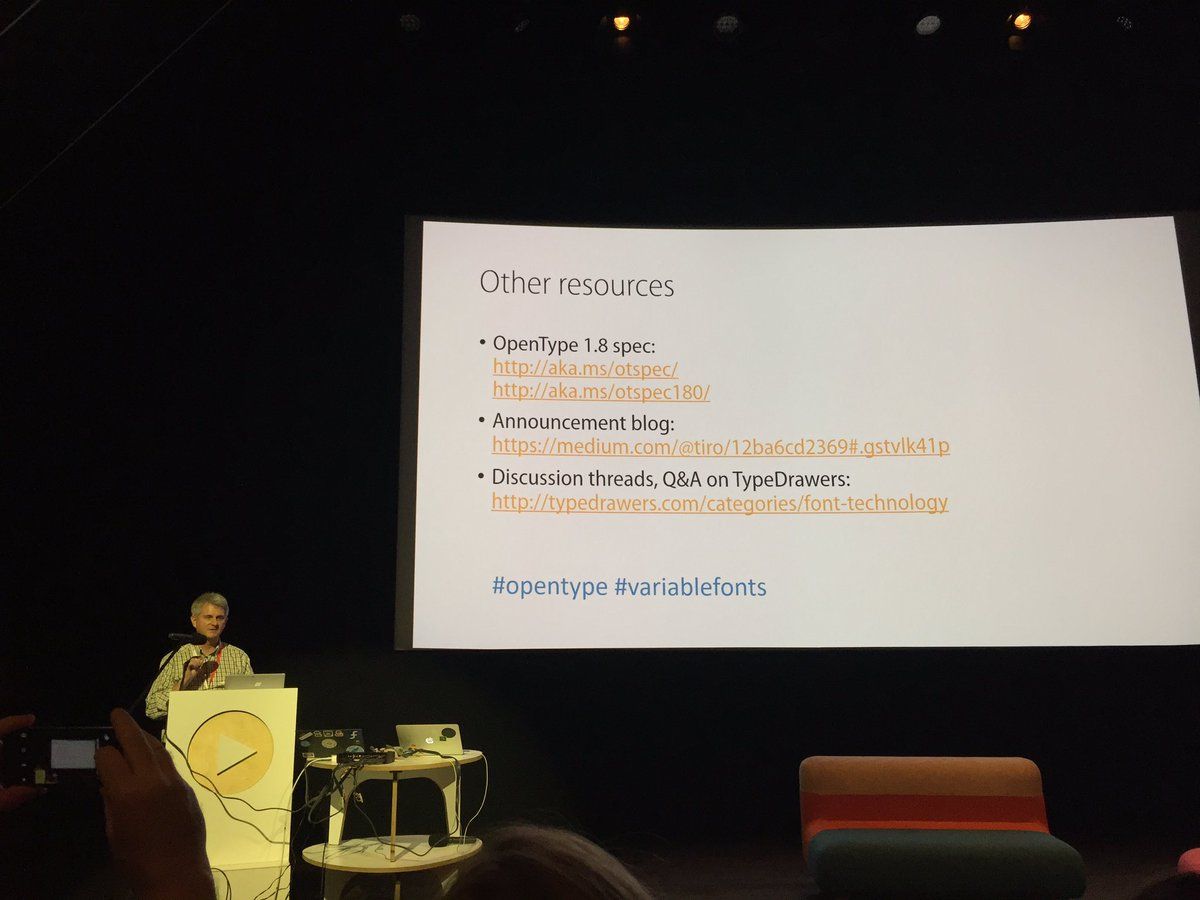 Other resources
• OpenType 1.8 spec:
http://aka.ms/otspec/
http://aka.ms/otspec180/
• Announcement blog:
https://medium.com/@tiro/12ba6cd2369#.gstvlk41p
• Discussion threads, Q&A on TypeDrawers:
http://typedrawers.com/categories/font-technology
#opentype #variablefonts